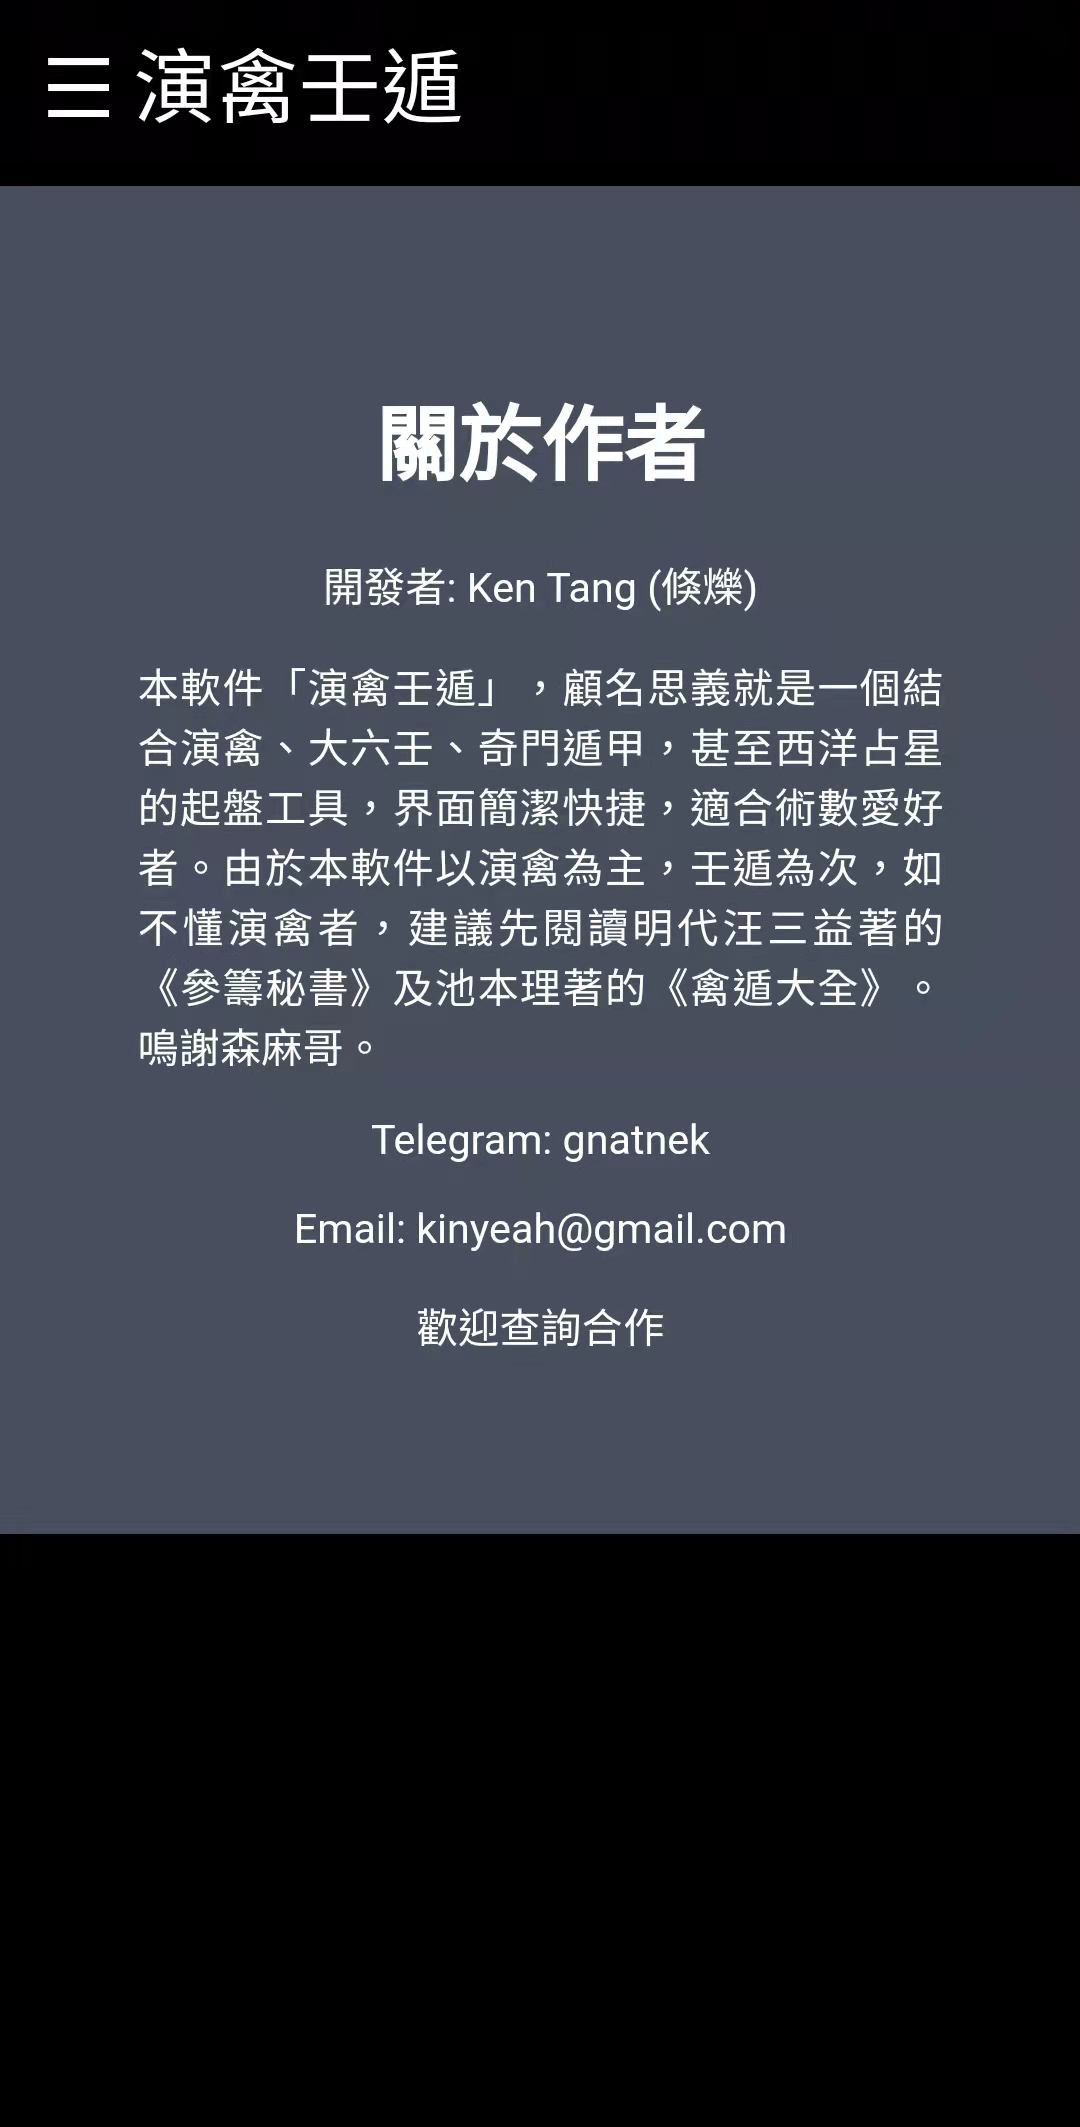 ☰ 演禽壬遁
關於作者
開發者: Ken Tang (倏爍)
本軟件「演禽壬遁」，顧名思義就是一個結
合演禽、大六壬、奇門遁甲，甚至西洋占星
的起盤工具，界面簡潔快捷，適合術數愛好
者。由於本軟件以演禽為主，壬遁為次，如
不懂演禽者，建議先閱讀明代汪三益著的
《參籌秘書》及池本理著的《禽遁大全》。
鳴謝森麻哥。
Telegram: gnatnek
Email: kinyeah@gmail.com
歡迎查詢合作